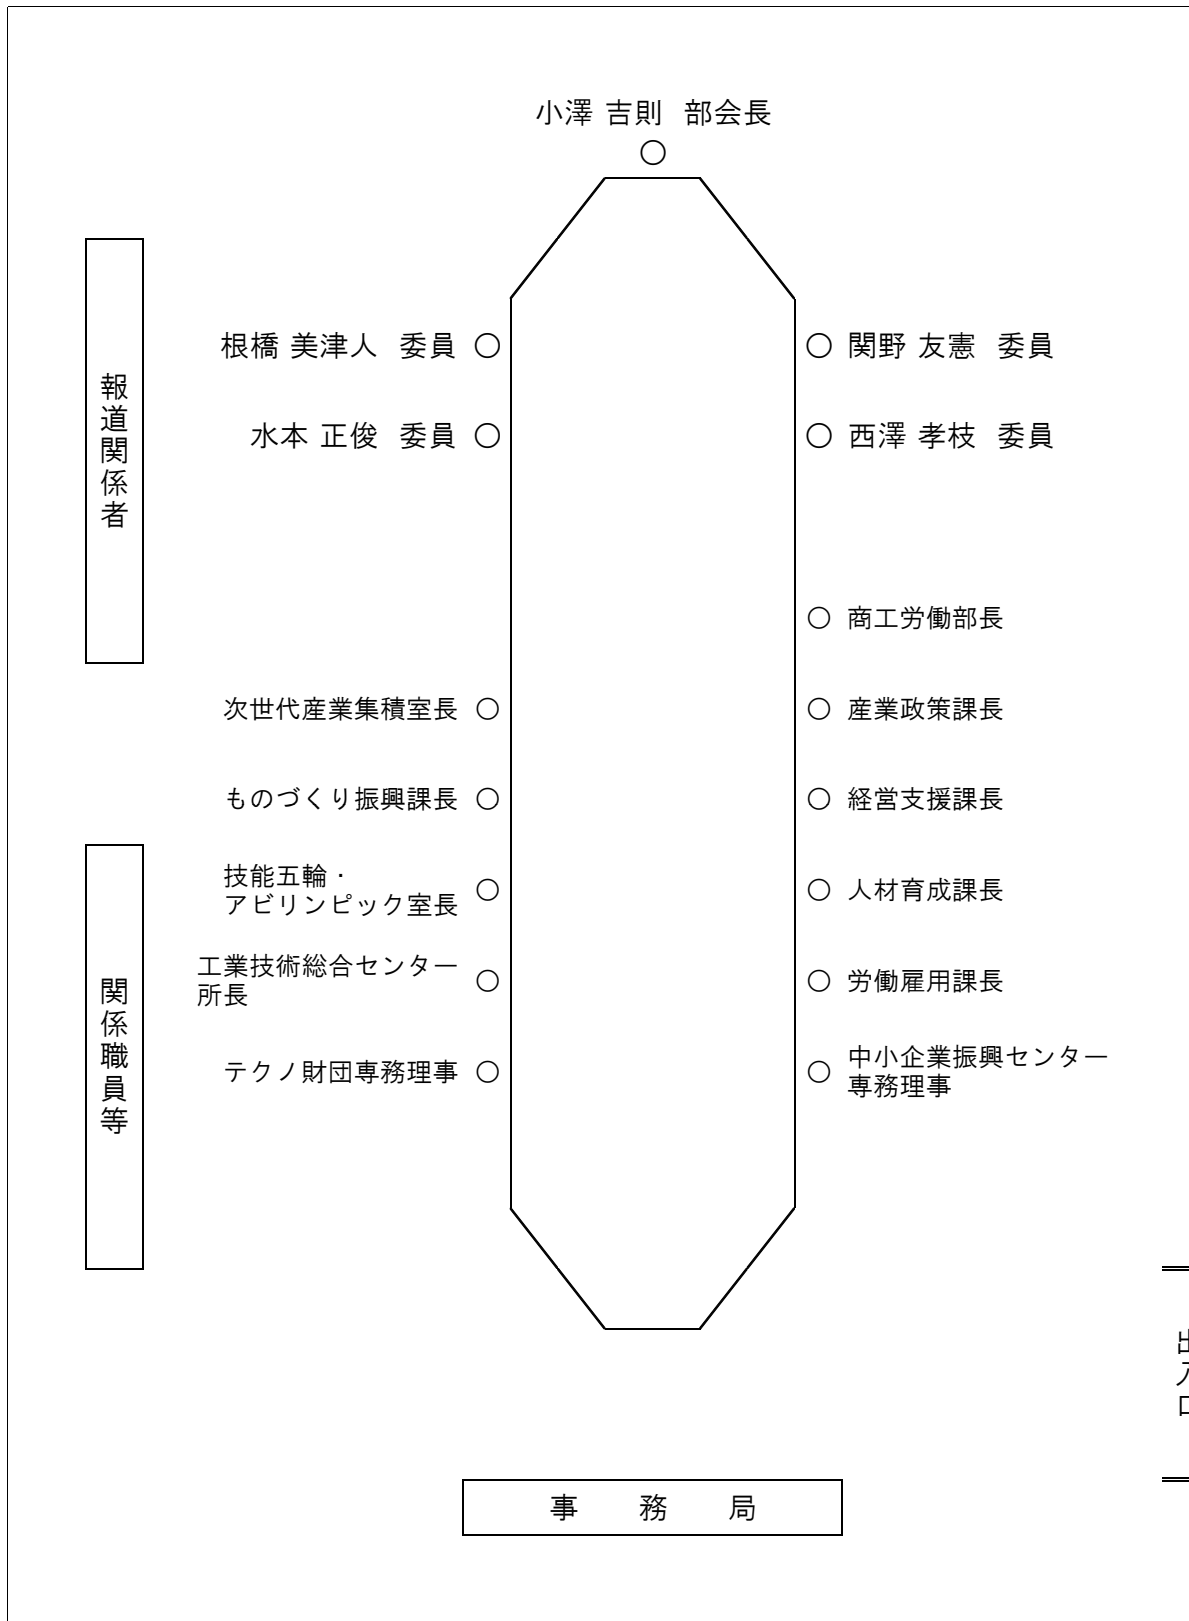 小澤 吉則 部会長
○
報道関係者
根橋 美津人 委員 ○
○ 関野 友憲 委員
水本 正俊 委員 ○
○ 西澤 孝枝 委員
○ 商工労働部長
次世代産業集積室長 ○
○ 産業政策課長
ものづくり振興課長 ○
○ 経営支援課長
技能五輪・
アビリンピック室長 ○
○ 人材育成課長
工業技術総合センター
所長 ○
○ 労働雇用課長
テクノ財団専務理事 ○
○ 中小企業振興センター
専務理事
関係職員等
出入口
事 務 局